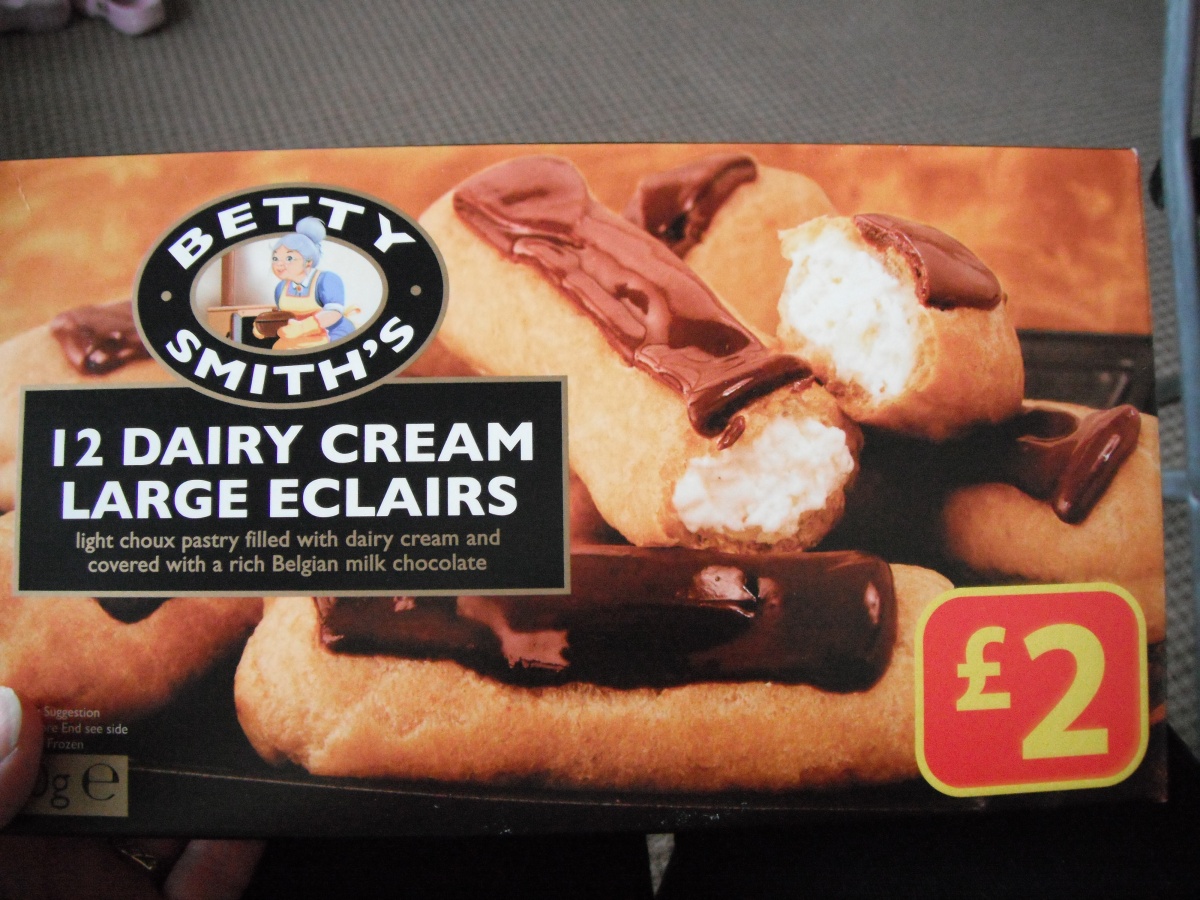 BETTY
SMITH'S
12 DAIRY CREAM
LARGE ECLAIRS
light choux pastry filled with dairy cream and
covered with a rich Belgian milk chocolate
£2
Suggestion
End see side
Frozen
g e